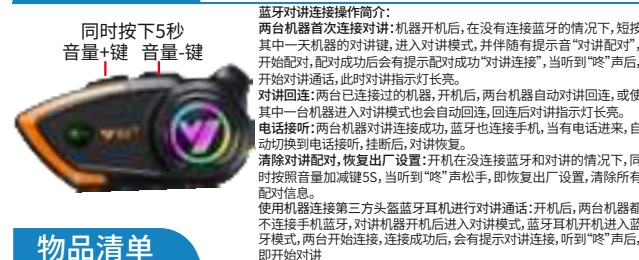 同时按下5秒
音量+键 音量-键
蓝牙对讲连接操作简介：
两台机器首次连接对讲：机器开机后，在没有连接蓝牙的情况下，短按
其中一天机器的对讲键，进入对讲模式，并伴随有提示音“对讲配对”，
开始配对，配对成功后会有提示配对成功“对讲连接”，当听到“咚”声后，
开始对讲通话，此时对讲指示灯长亮。
对讲回连：两台已连接过的机器，开机后，两台机器自动对讲回连，或使
其中一台机器进入对讲模式也会自动回连，回连后对讲指示灯长亮。
电话接听：两台机器对讲连接成功，蓝牙也连接手机，当有电话进来，自
动切换到电话接听，挂断后，对讲恢复。
清除对讲配对，恢复出厂设置：开机在没连接蓝牙和对讲的情况下，同
时按照音量加减键5S，当听到“咚”声松手，即恢复出厂设置，清除所有
配对信息。
使用机器连接第三方头盔蓝牙耳机进行对讲通话：开机后，两台机器都
不连接手机蓝牙，对讲机器开机后进入对讲模式，蓝牙耳机开机进入蓝
牙模式，两台开始连接，连接成功后，会有提示对讲连接，听到“咚”声后，
即开始对讲
物品清单